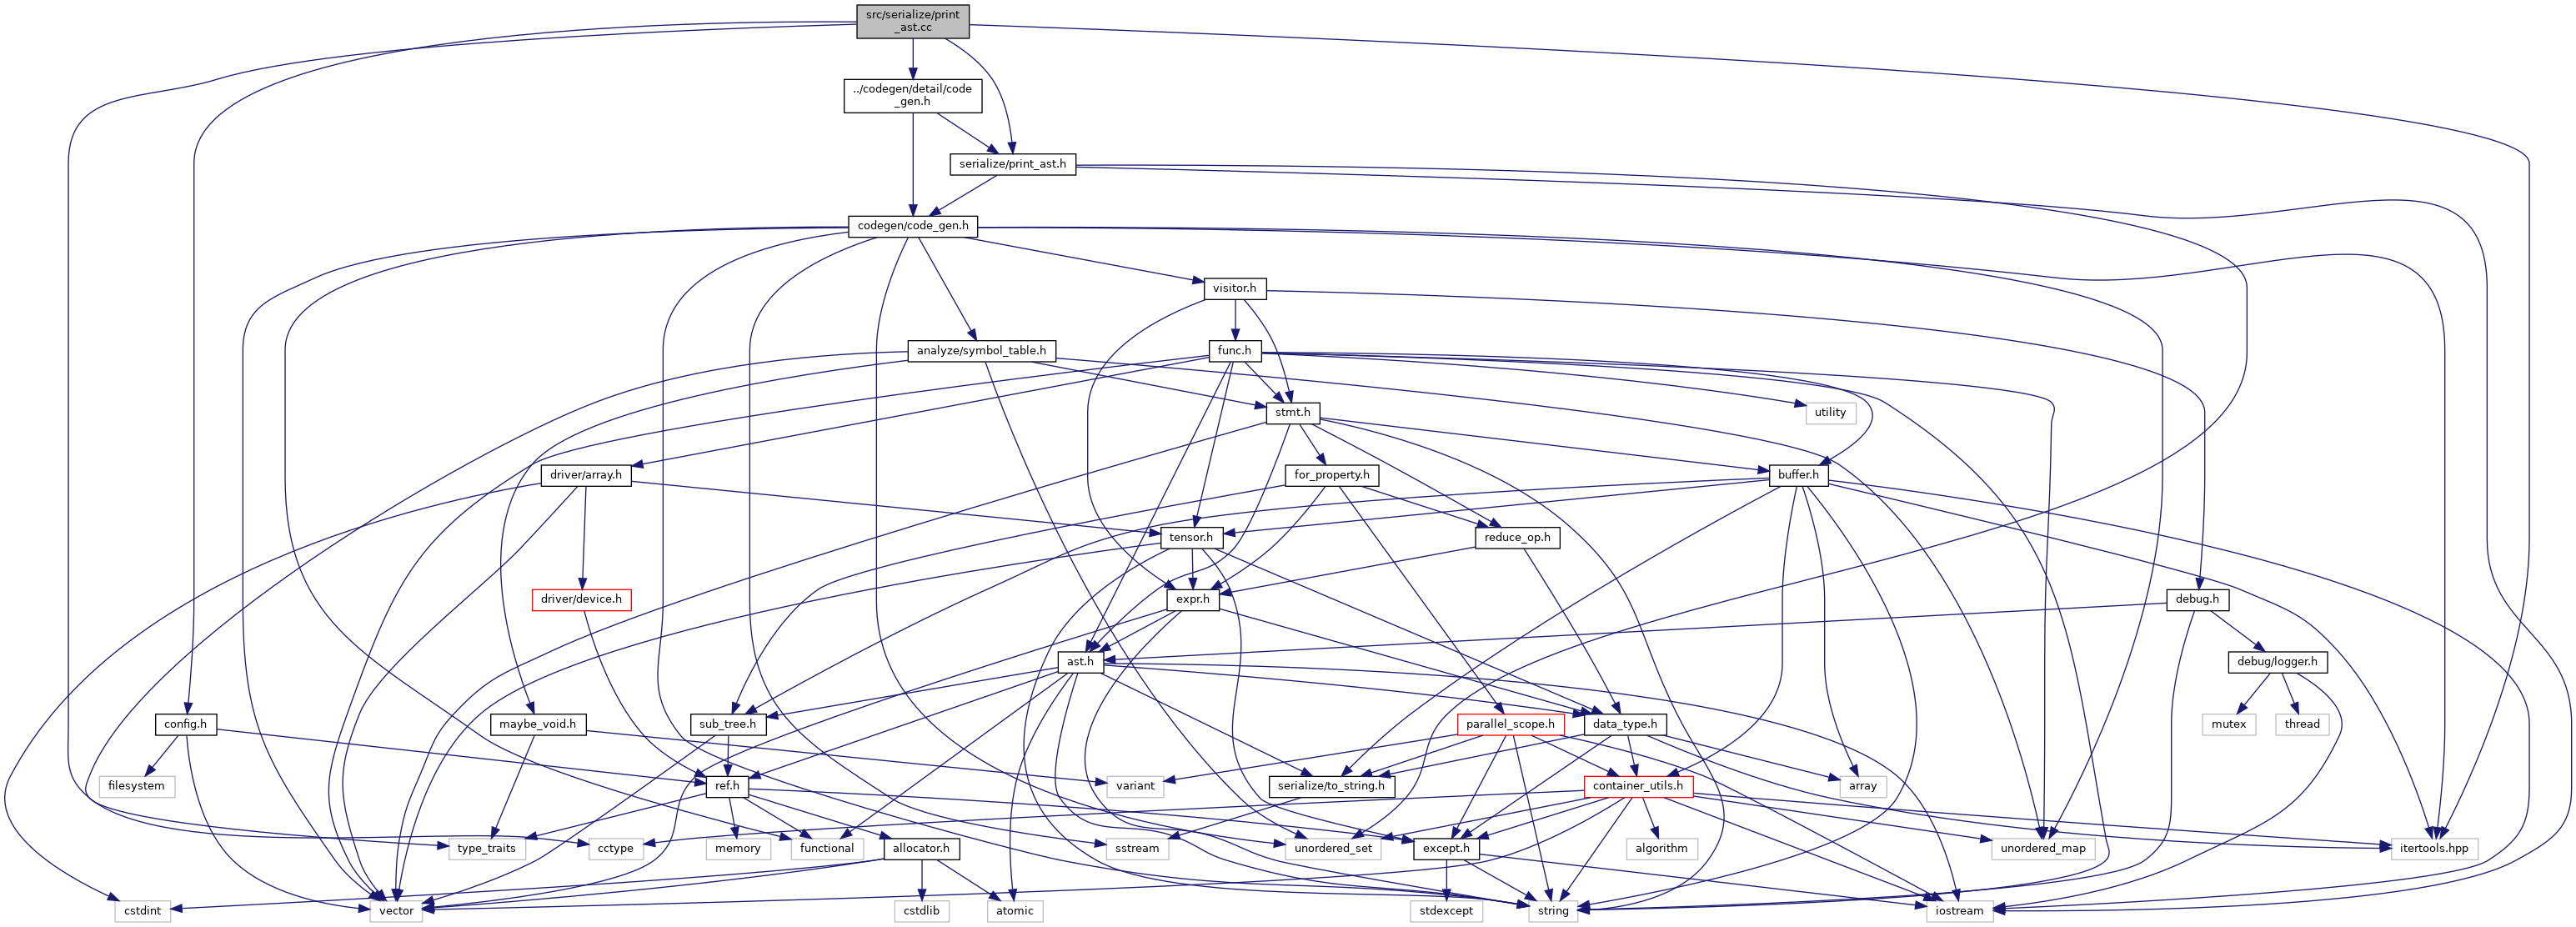 src/serialize/print
_ast.cc
../codegen/detail/code
_gen.h
serialize/print_ast.h
codegen/code_gen.h
visitor.h
analyze/symbol_table.h
func.h
stmt.h
utility
driver/array.h
for_property.h
buffer.h
tensor.h
reduce_op.h
driver/device.h
expr.h
debug.h
ast.h
debug/logger.h
config.h
maybe_void.h
sub_tree.h
parallel_scope.h
data_type.h
mutex
thread
filesystem
ref.h
variant
serialize/to_string.h
container_utils.h
array
type_traits
cctype
memory
functional
allocator.h
sstream
unordered_set
except.h
algorithm
unordered_map
itertools.hpp
cstdint
vector
cstdlib
atomic
stdexcept
string
iostream